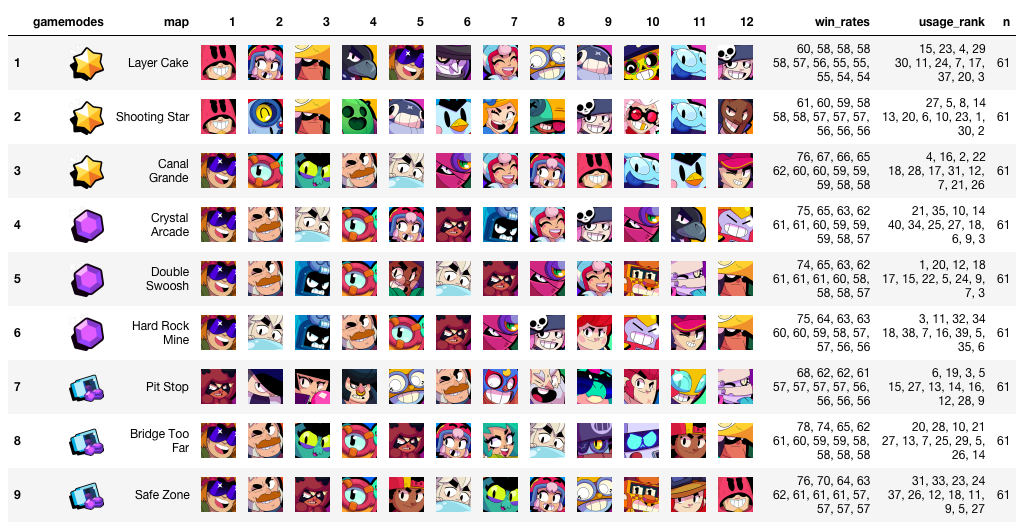 gamemodes map 1 2 3 4 5 6 7 8 9 10 11 12 win_rates usage_rank n
1 Layer Cake 60, 58, 58, 58 15, 23, 4, 29 61
58, 57, 56, 55, 55, 30, 11, 24, 7, 17,
55, 54, 54 37, 20, 3
2 Shooting Star 61, 60, 59, 58 27, 5, 8, 14 61
58, 58, 57, 57, 57, 13, 20, 6, 10, 23, 1,
56, 56, 56 30, 2
3 Canal 76, 67, 66, 65 4, 16, 2, 22 61
Grande 62, 60, 60, 59, 59, 18, 28, 17, 31, 12,
59, 58, 58 7, 21, 26
4 Crystal 75, 65, 63, 62 21, 35, 10, 14 61
Arcade 61, 61, 60, 59, 59, 40, 34, 25, 27, 18,
59, 58, 57 6, 9, 3
5 Double 74, 65, 63, 62 1, 20, 12, 18 61
Swoosh 61, 61, 61, 60, 58, 17, 15, 22, 5, 24, 9,
58, 58, 57 7, 3
6 Hard Rock 75, 64, 63, 63 3, 11, 32, 34 61
Mine 60, 60, 59, 58, 57, 18, 38, 7, 16, 39, 5,
57, 56, 56 35, 6
7 Pit Stop 68, 62, 62, 61 6, 19, 3, 5 61
57, 57, 57, 57, 56, 15, 27, 13, 14, 16,
56, 56, 56 12, 28, 9
8 Bridge Too 78, 74, 65, 62 20, 28, 10, 21 61
Far 61, 60, 59, 59, 58, 27, 13, 7, 25, 29, 5,
58, 58, 58 26, 14
9 Safe Zone 76, 70, 64, 63 31, 33, 23, 24 61
62, 61, 61, 61, 57, 37, 26, 12, 18, 11,
57, 57, 57 9, 5, 27